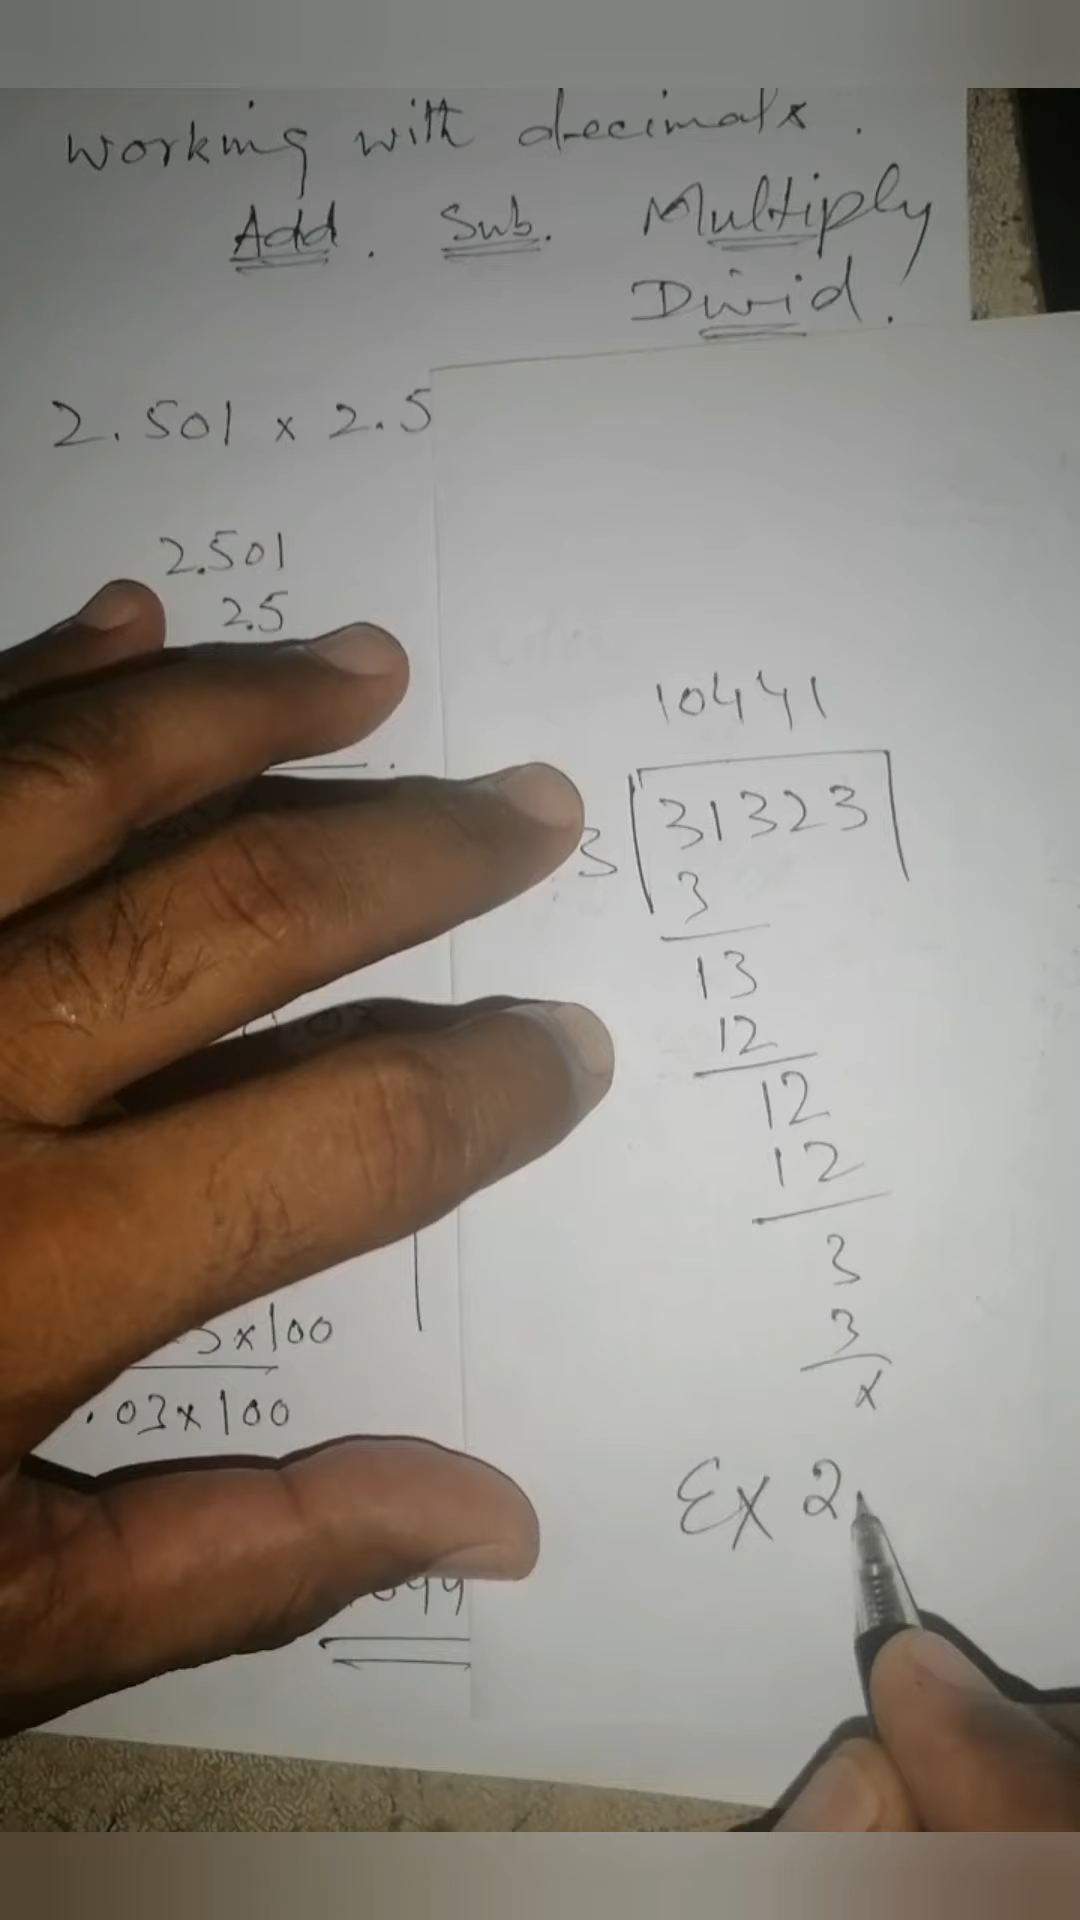 working with decimals.
Add. Sub. Multiply
Divid.
2.501 x 2.5
2.501
2.5
10441
3 31323
3
13
12
12
12
3
3
x
x100
.03x100
Ex 2